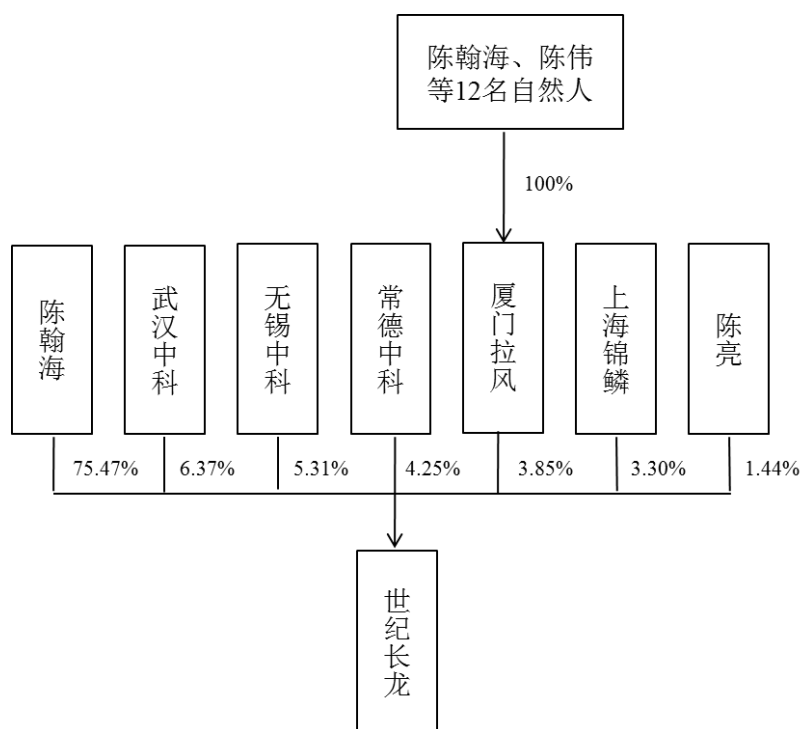 陈翰海、陈伟
等12名自然人
100%
陈翰海
武汉中科
无锡中科
常德中科
厦门拉风
上海锦鳞
陈亮
75.47%
6.37%
5.31%
4.25%
3.85%
3.30%
1.44%
世纪长龙